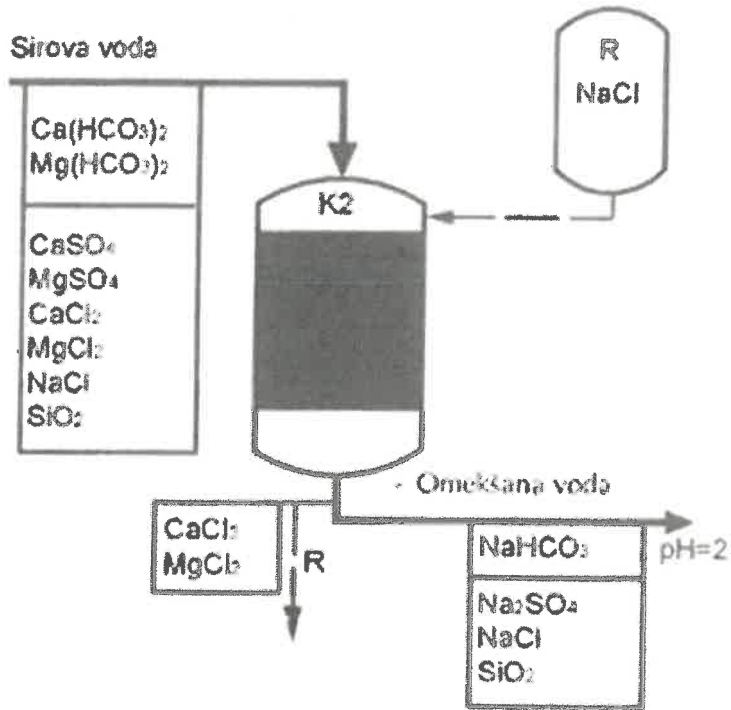 Sirova voda
Ca(HCO₃)₂
Mg(HCO₃)₂
CaSO₄
MgSO₄
CaCl₂
MgCl₂
NaCl
SiO₂
R
NaCl
K2
Omekšana voda
CaCl₂
MgCl₂
R
NaHCO₃
pH=2
Na₂SO₄
NaCl
SiO₂